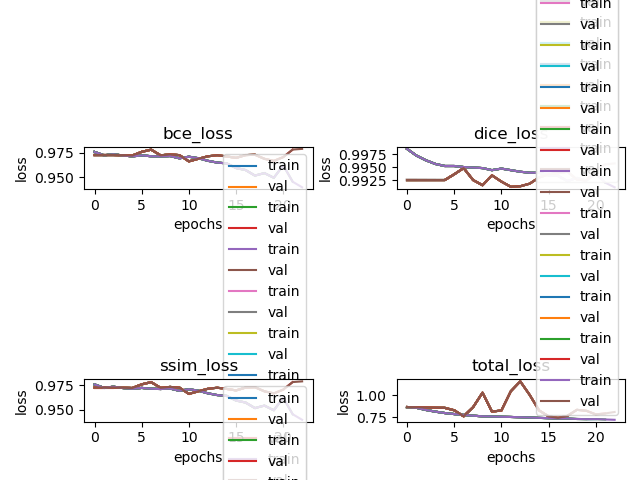 train
val
train
val
train
val
train
val
train
val
train
val
train
val
train
val
train
val
train
val
bce_loss
loss
0.975
0.950
0
5
10
15
20
epochs
train
val
train
val
train
val
train
val
train
val
train
dice_loss
loss
0.9975
0.9950
0.9925
0
5
10
15
20
epochs
ssim_loss
loss
0.975
0.950
0
5
10
epochs
train
val
train
val
train
total_loss
loss
1.00
0.75
0
5
10
15
20
epochs